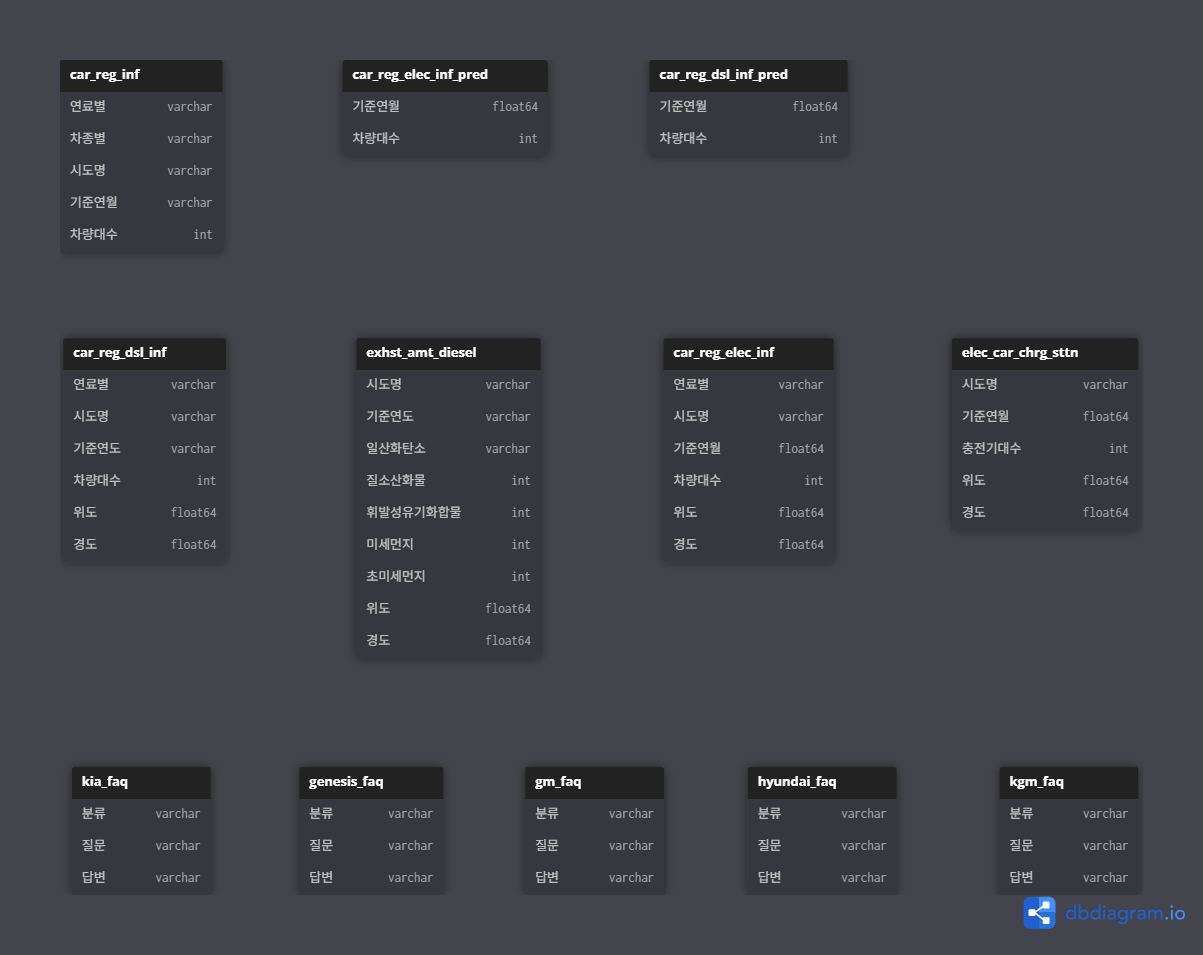 car_reg_inf
연료별 varchar
차종별 varchar
시도명 varchar
기준연월 varchar
차량대수 int
car_reg_elec_inf_pred
기준연월 float64
차량대수 int
car_reg_dsl_inf_pred
기준연월 float64
차량대수 int
car_reg_dsl_inf
연료별 varchar
시도명 varchar
기준연도 varchar
차량대수 int
위도 float64
경도 float64
exhst_amt_diesel
시도명 varchar
기준연도 varchar
일산화탄소 varchar
질소산화물 int
휘발성유기화합물 int
미세먼지 int
초미세먼지 int
위도 float64
경도 float64
car_reg_elec_inf
연료별 varchar
시도명 varchar
기준연월 float64
차량대수 int
위도 float64
경도 float64
elec_car_chrg_sttn
시도명 varchar
기준연월 float64
충전기대수 int
위도 float64
경도 float64
kia_faq
분류 varchar
질문 varchar
답변 varchar
genesis_faq
분류 varchar
질문 varchar
답변 varchar
gm_faq
분류 varchar
질문 varchar
답변 varchar
hyundai_faq
분류 varchar
질문 varchar
답변 varchar
kgm_faq
분류 varchar
질문 varchar
답변 varchar
dbdiagram.io